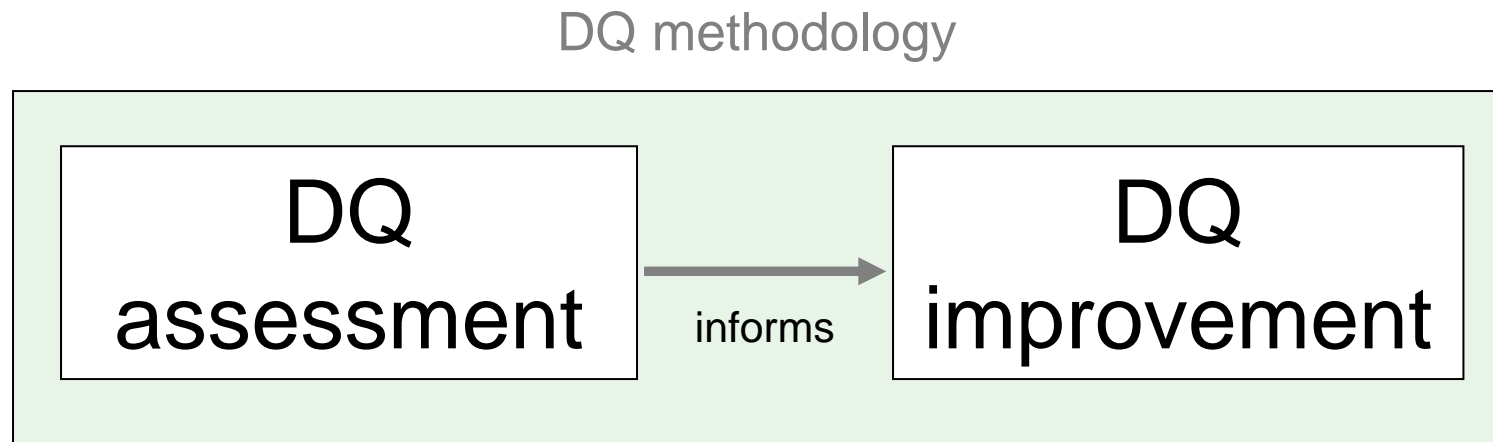 DQ methodology
DQ
assessment
informs
DQ
improvement